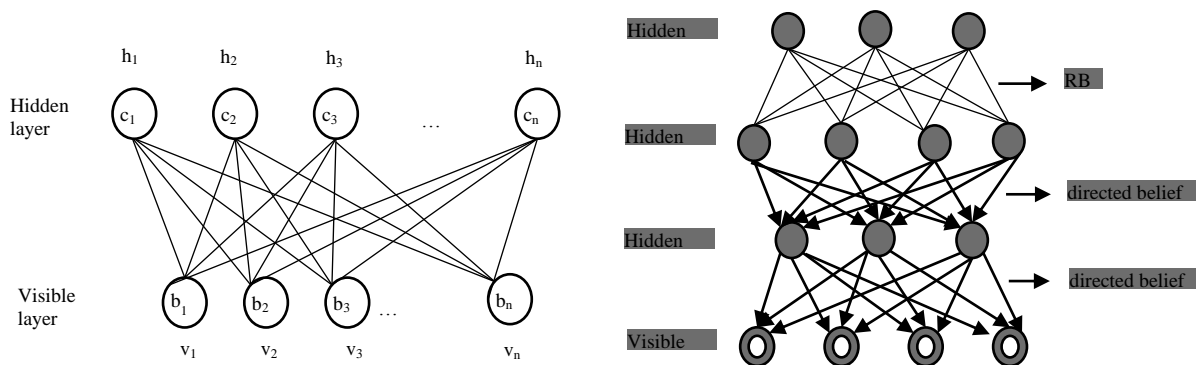 h₁ h₂ h₃ hₙ
Hidden layer
c₁ c₂ c₃ … cₙ
Visible layer
b₁ b₂ b₃ … bₙ
v₁ v₂ v₃ vₙ
Hidden
RB
Hidden
directed belief
Hidden
directed belief
Visible